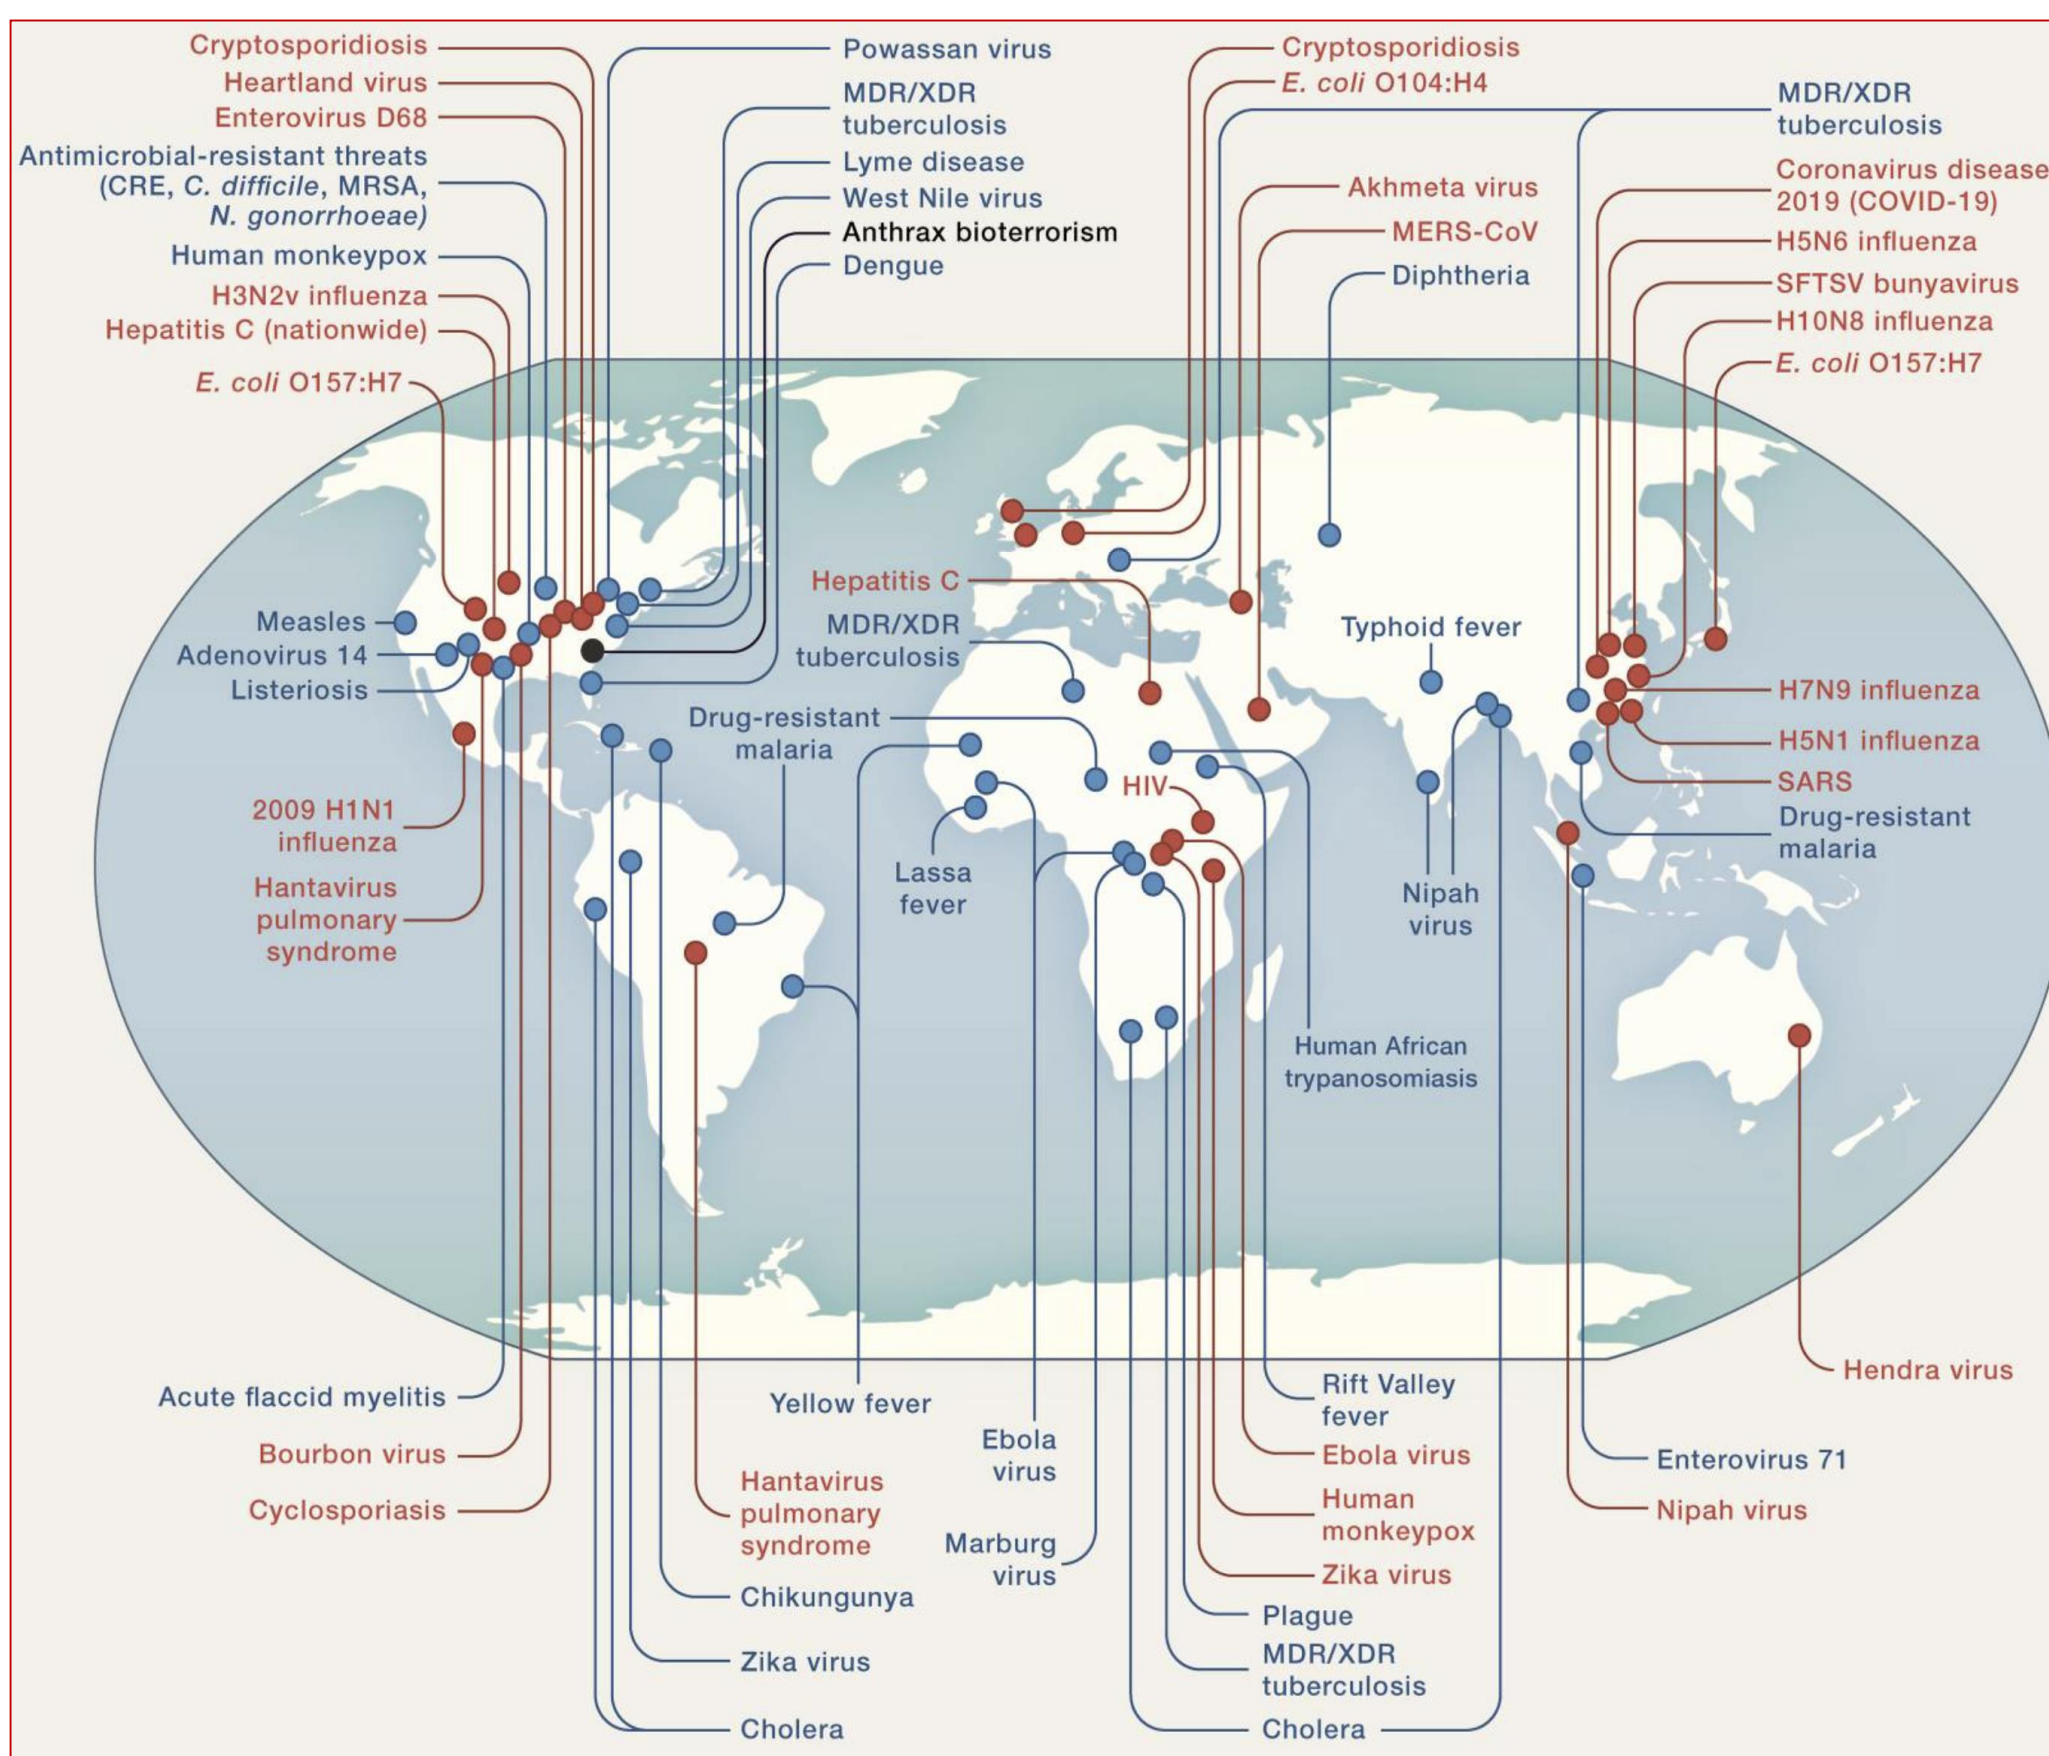 Cryptosporidiosis
Heartland virus
Enterovirus D68
Antimicrobial-resistant threats
(CRE, C. difficile, MRSA,
N. gonorrhoeae)
Human monkeypox
H3N2v influenza
Hepatitis C (nationwide)
E. coli O157:H7
Powassan virus
MDR/XDR
tuberculosis
Lyme disease
West Nile virus
Anthrax bioterrorism
Dengue
Cryptosporidiosis
E. coli O104:H4
Akhmeta virus
MERS-CoV
Diphtheria
MDR/XDR
tuberculosis
Coronavirus disease
2019 (COVID-19)
H5N6 influenza
SFTSV bunyavirus
H10N8 influenza
E. coli O157:H7
Measles
Adenovirus 14
Listeriosis
2009 H1N1
influenza
Hantavirus
pulmonary
syndrome
Hepatitis C
MDR/XDR
tuberculosis
Drug-resistant
malaria
HIV
Lassa
fever
Typhoid fever
Nipah
virus
Human African
trypanosomiasis
H7N9 influenza
H5N1 influenza
SARS
Drug-resistant
malaria
Acute flaccid myelitis
Bourbon virus
Cyclosporiasis
Yellow fever
Ebola
virus
Hantavirus
pulmonary
syndrome
Marburg
virus
Chikungunya
Zika virus
Cholera
Rift Valley
fever
Ebola virus
Human
monkeypox
Zika virus
Plague
MDR/XDR
tuberculosis
Cholera
Hendra virus
Enterovirus 71
Nipah virus